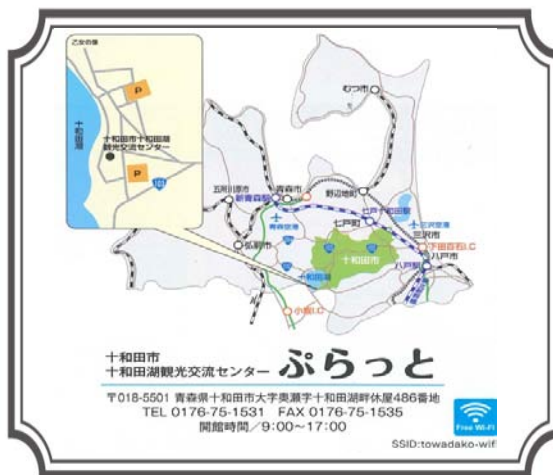 乙女の像
P
十和田湖
十和田市十和田湖
観光交流センター
P
103
むつ市
五所川原市
新青森駅
青森市
野辺地町
青森空港
七戸十和田駅
七戸町
三沢空港
三沢市
弘前市
下田百石I.C
十和田市
八戸市
八戸駅
十和田湖
小坂I.C
十和田市
十和田湖観光交流センター ぷらっと
〒018-5501 青森県十和田市大字奥瀬字十和田湖畔休屋486番地
TEL 0176-75-1531 FAX 0176-75-1535
開館時間／9:00～17:00
Free Wi-Fi
SSID:towadako-wifi